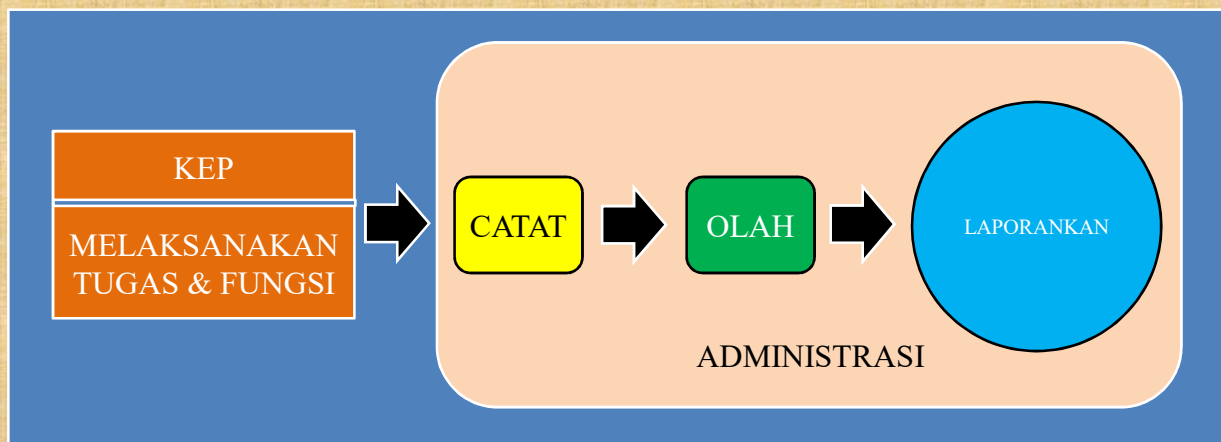 KEP
MELAKSANAKAN
TUGAS & FUNGSI
CATAT
OLAH
LAPORANKAN
ADMINISTRASI